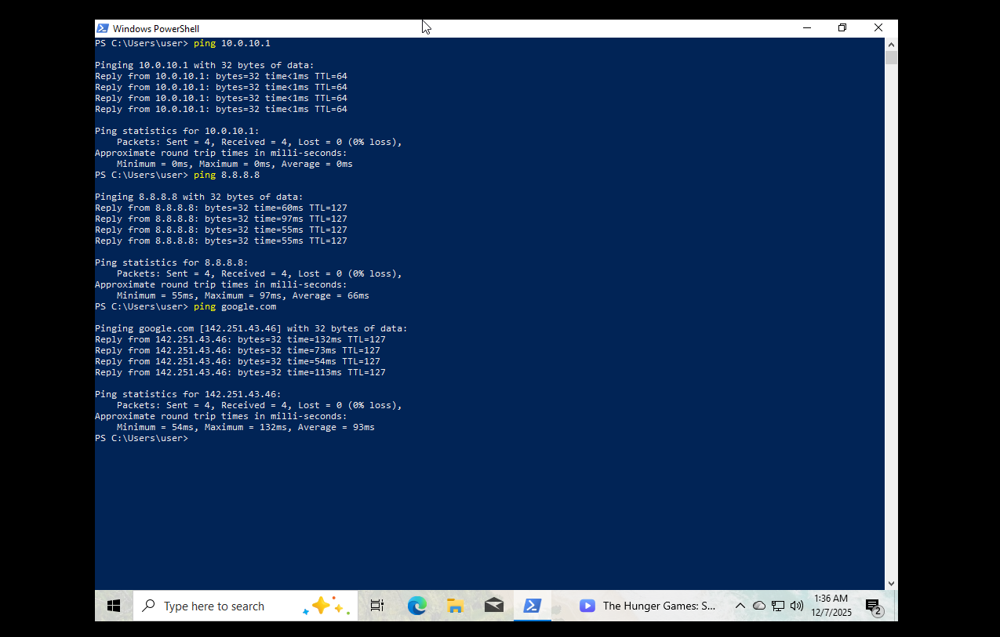 Windows PowerShell
PS C:\Users\user> ping 10.0.10.1
Pinging 10.0.10.1 with 32 bytes of data:
Reply from 10.0.10.1: bytes=32 time<1ms TTL=64
Reply from 10.0.10.1: bytes=32 time<1ms TTL=64
Reply from 10.0.10.1: bytes=32 time<1ms TTL=64
Reply from 10.0.10.1: bytes=32 time<1ms TTL=64
Ping statistics for 10.0.10.1:
    Packets: Sent = 4, Received = 4, Lost = 0 (0% loss),
Approximate round trip times in milli-seconds:
    Minimum = 0ms, Maximum = 0ms, Average = 0ms
PS C:\Users\user> ping 8.8.8.8
Pinging 8.8.8.8 with 32 bytes of data:
Reply from 8.8.8.8: bytes=32 time=60ms TTL=127
Reply from 8.8.8.8: bytes=32 time=97ms TTL=127
Reply from 8.8.8.8: bytes=32 time=55ms TTL=127
Reply from 8.8.8.8: bytes=32 time=55ms TTL=127
Ping statistics for 8.8.8.8:
    Packets: Sent = 4, Received = 4, Lost = 0 (0% loss),
Approximate round trip times in milli-seconds:
    Minimum = 55ms, Maximum = 97ms, Average = 66ms
PS C:\Users\user> ping google.com
Pinging google.com [142.251.43.46] with 32 bytes of data:
Reply from 142.251.43.46: bytes=32 time=132ms TTL=127
Reply from 142.251.43.46: bytes=32 time=73ms TTL=127
Reply from 142.251.43.46: bytes=32 time=54ms TTL=127
Reply from 142.251.43.46: bytes=32 time=113ms TTL=127
Ping statistics for 142.251.43.46:
    Packets: Sent = 4, Received = 4, Lost = 0 (0% loss),
Approximate round trip times in milli-seconds:
    Minimum = 54ms, Maximum = 132ms, Average = 93ms
PS C:\Users\user>
Type here to search
The Hunger Games: S...
1:36 AM
12/7/2025
2